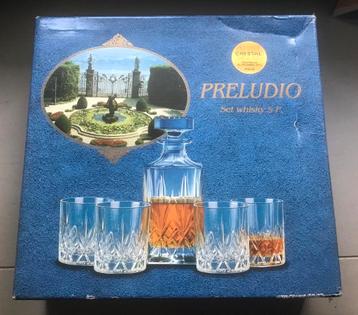 CRYSTAL
PRELUDIO
Set whisky 5 P.